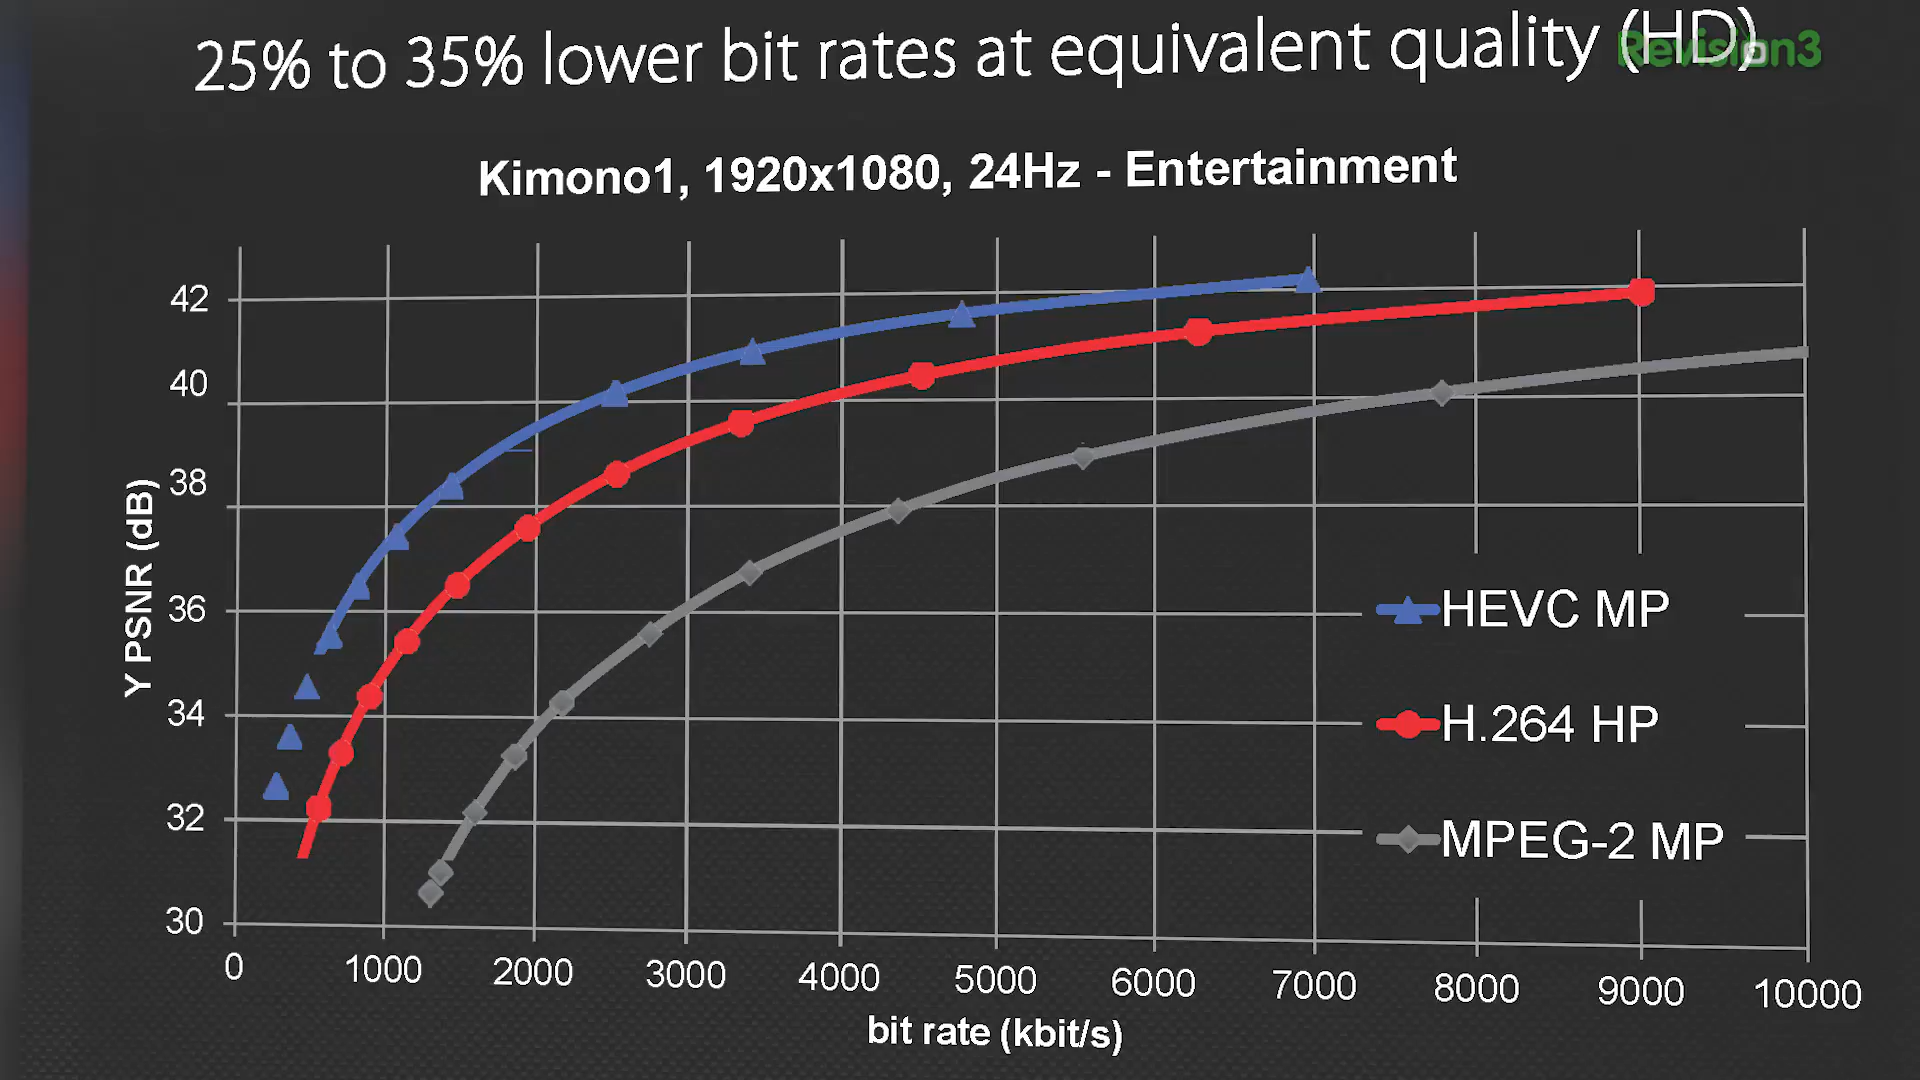 25% to 35% lower bit rates at equivalent quality (HD)
Revision3
Kimono1, 1920x1080, 24Hz - Entertainment
42
40
38
36
34
32
30
Y PSNR (dB)
HEVC MP
H.264 HP
MPEG-2 MP
0 1000 2000 3000 4000 5000 6000 7000 8000 9000 10000
bit rate (kbit/s)